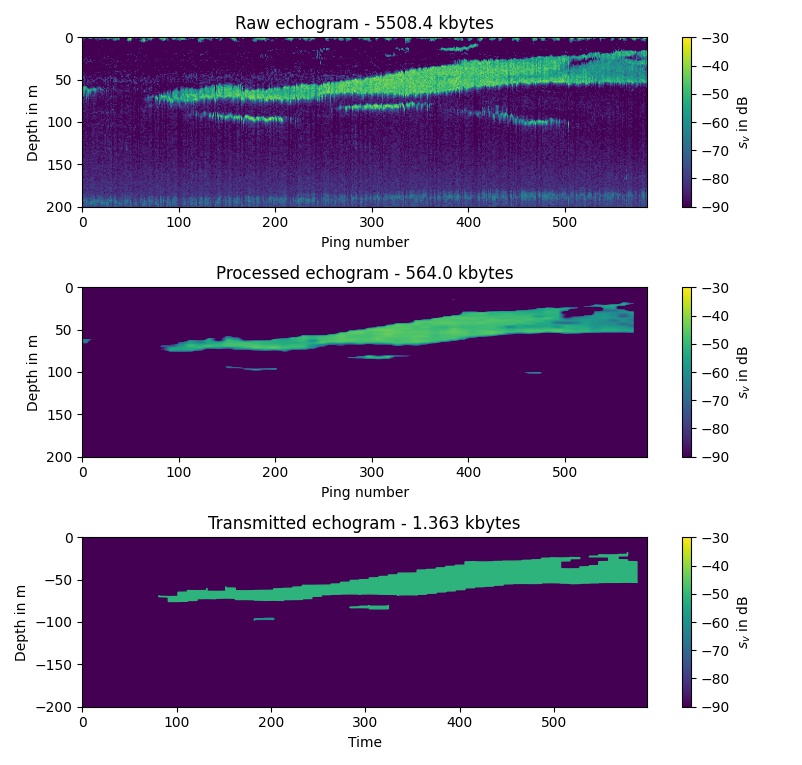 Raw echogram - 5508.4 kbytes
0
50
100
150
200
Depth in m
0 100 200 300 400 500
Ping number
−30
−40
−50
−60
−70
−80
−90
sv in dB
Processed echogram - 564.0 kbytes
0
50
100
150
200
Depth in m
0 100 200 300 400 500
Ping number
−30
−40
−50
−60
−70
−80
−90
sv in dB
Transmitted echogram - 1.363 kbytes
0
−50
−100
−150
−200
Depth in m
0 100 200 300 400 500
Time
−30
−40
−50
−60
−70
−80
−90
sv in dB